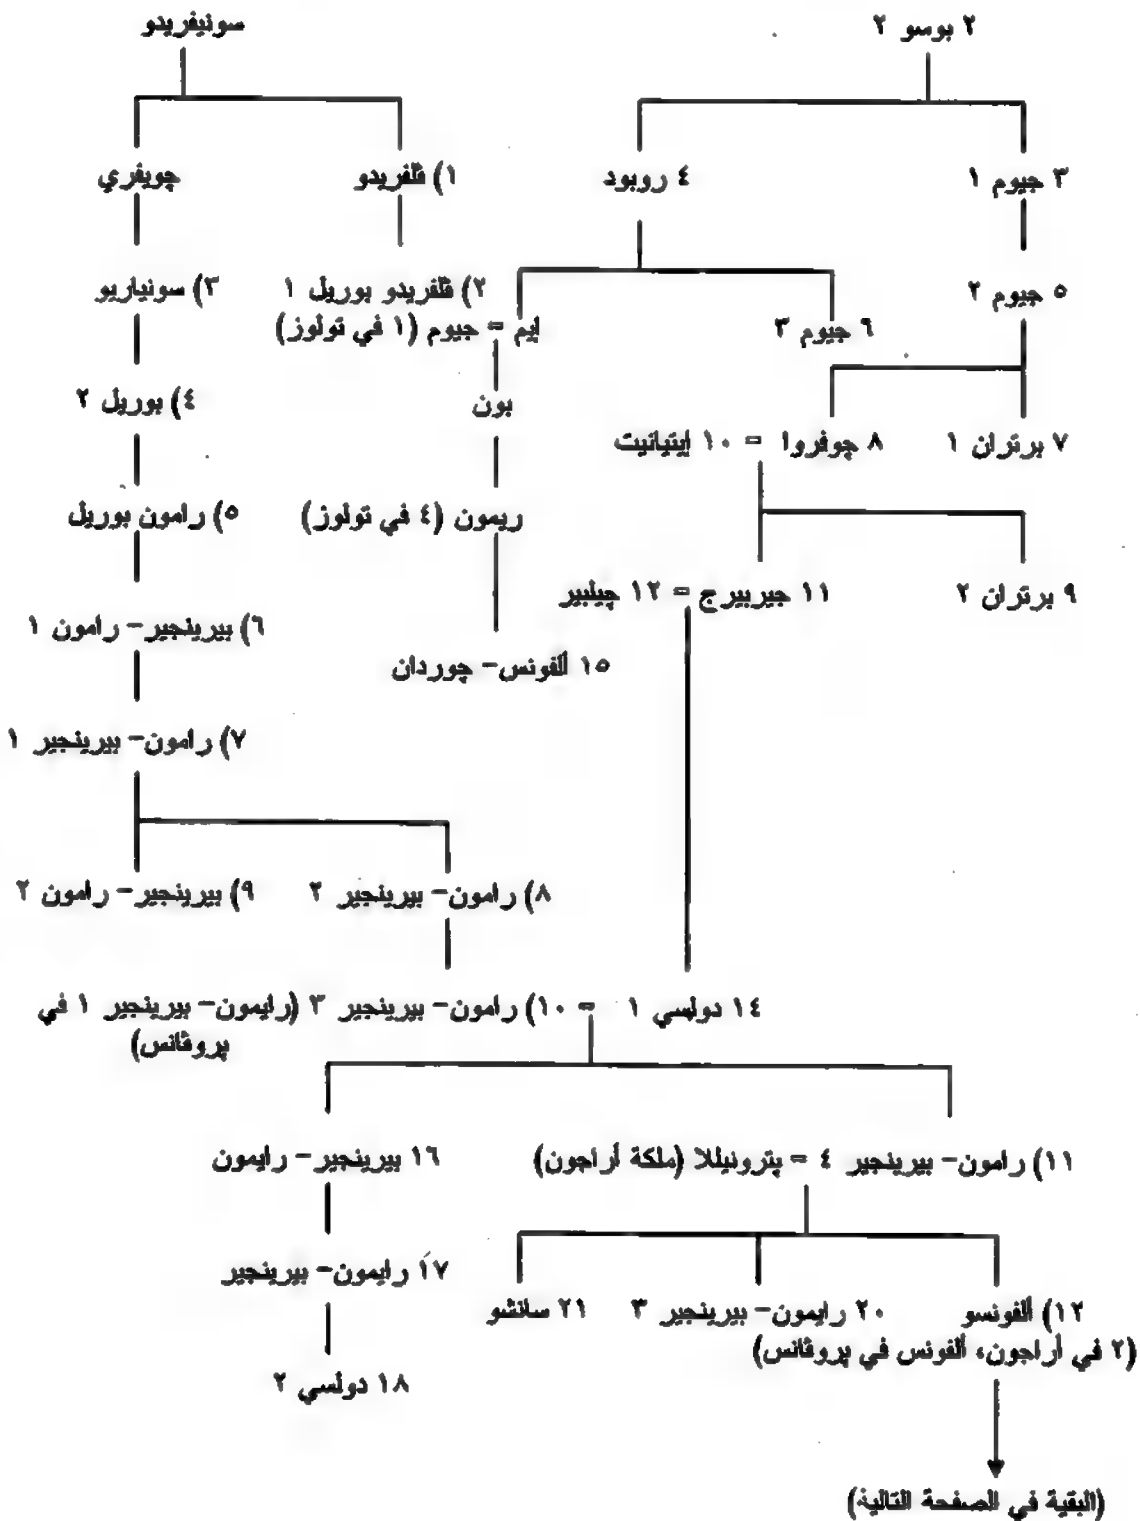 ٢ بوسو ٢
سونيفريدو
٣ جيوم ١
٤ روبود
١) ڤلفريدو
چويفري
٥ جيوم ٢
٦ جيوم ٣
٢) ڤلفريدو بوريل ١
إيم = جيوم (١ في تولوز)
٣) سونياريو
٧ برتران ١
٨ چوفروا = ١٠ إيتيانيت
بون
٤) بوريل ٢
ريمون (٤ في تولوز)
٥) رامون بوريل
٩ برتران ٢
١١ جيربيرج = ١٢ چيلبير
٦) بيرينجير- رامون ١
١٥ ألفونس- چوردان
٧) رامون- بيرينجير ١
٨) رامون- بيرينجير ٢
٩) بيرينجير- رامون ٢
١٤ دولسي ١ = ١٠) رامون- بيرينجير ٣ (رايمون- بيرينجير ١ في
پروڤانس)
١١) رامون- بيرينجير ٤ = پترونيللا (ملكة أراجون)
١٦ بيرينجير- رايمون
١٧ رايمون- بيرينجير
١٢) ألفونسو
(٢ في أراجون، ألفونس في پروڤانس)
٢٠ رايمون- بيرينجير ٣
٢١ سانشو
١٨ دولسي ٢
(البقية في الصفحة التالية)